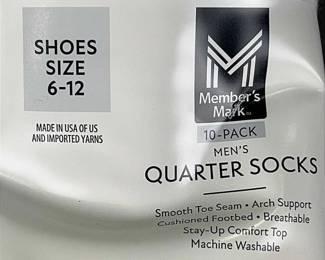 SHOES
SIZE
6-12
MADE IN USA OF US
AND IMPORTED YARNS
Member's
Mark™
10-PACK
MEN'S
QUARTER SOCKS
Smooth Toe Seam • Arch Support
Cushioned Footbed • Breathable
Stay-Up Comfort Top
Machine Washable